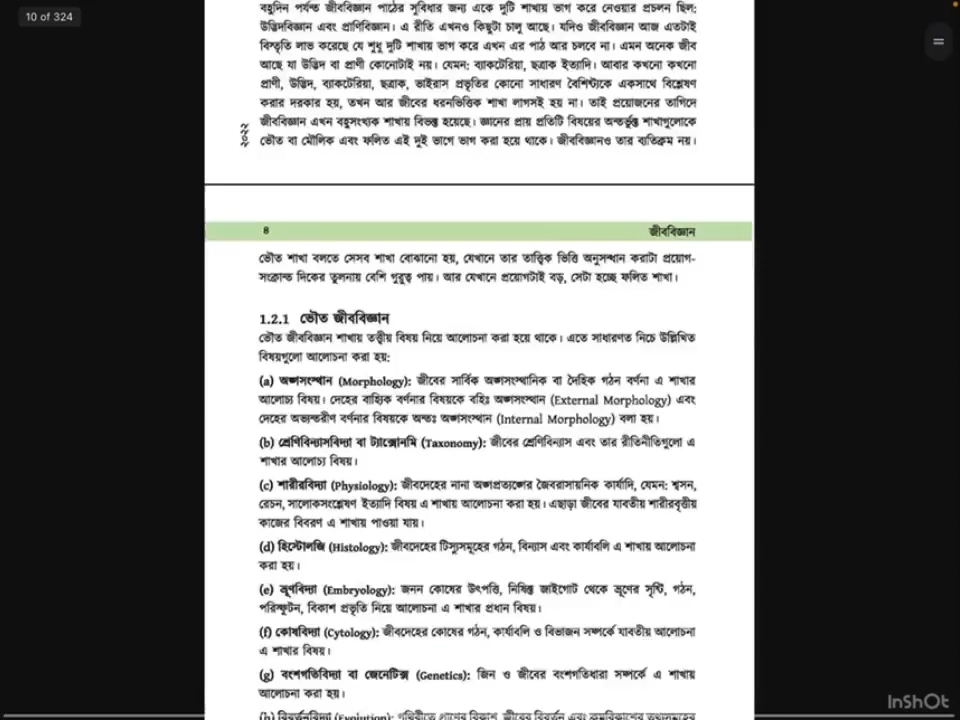 10 of 324
বহুদিন পর্যন্ত জীববিজ্ঞান পাঠের সুবিধার জন্য একে দুটি শাখায় ভাগ করে নেওয়ার প্রচলন ছিল:
উদ্ভিদবিজ্ঞান এবং প্রাণিবিজ্ঞান। এ রীতি এখনও কিছুটা চালু আছে। যদিও জীববিজ্ঞান আজ এতটাই
বিস্তৃতি লাভ করেছে যে শুধু দুটি শাখায় ভাগ করে এখন এর পাঠ আর চলবে না। এমন অনেক জীব
আছে যা উদ্ভিদ বা প্রাণী কোনোটাই নয়। যেমন: ব্যাকটেরিয়া, ছত্রাক ইত্যাদি। আবার কখনো কখনো
প্রাণী, উদ্ভিদ, ব্যাকটেরিয়া, ছত্রাক, ভাইরাস প্রভৃতির কোনো সাধারণ বৈশিষ্ট্যকে একসাথে বিশ্লেষণ
করার দরকার হয়, তখন আর জীবের ধরনভিত্তিক শাখা লাগসই হয় না। তাই প্রয়োজনের তাগিদে
জীববিজ্ঞান এখন বহুসংখ্যক শাখায় বিভক্ত হয়েছে। জ্ঞানের প্রায় প্রতিটি বিষয়ের অন্তর্ভুক্ত শাখাগুলোকে
ভৌত বা মৌলিক এবং ফলিত এই দুই ভাগে ভাগ করা হয়ে থাকে। জীববিজ্ঞানও তার ব্যতিক্রম নয়।
২০২২
৪ জীববিজ্ঞান
ভৌত শাখা বলতে সেসব শাখা বোঝানো হয়, যেখানে তার তাত্ত্বিক ভিত্তি অনুসন্ধান করাটা প্রয়োগ-
সংক্রান্ত দিকের তুলনায় বেশি গুরুত্ব পায়। আর যেখানে প্রয়োগটাই বড়, সেটা হচ্ছে ফলিত শাখা।
1.2.1 ভৌত জীববিজ্ঞান
ভৌত জীববিজ্ঞান শাখায় তত্ত্বীয় বিষয় নিয়ে আলোচনা করা হয়ে থাকে। এতে সাধারণত নিচে উল্লিখিত
বিষয়গুলো আলোচনা করা হয়:
(a) অঙ্গসংস্থান (Morphology): জীবের সার্বিক অঙ্গসংস্থানিক বা দৈহিক গঠন বর্ণনা এ শাখার
আলোচ্য বিষয়। দেহের বাহ্যিক বর্ণনার বিষয়কে বহিঃ অঙ্গসংস্থান (External Morphology) এবং
দেহের অভ্যন্তরীণ বর্ণনার বিষয়কে অন্তঃ অঙ্গসংস্থান (Internal Morphology) বলা হয়।
(b) শ্রেণিবিন্যাসবিদ্যা বা ট্যাক্সোনমি (Taxonomy): জীবের শ্রেণিবিন্যাস এবং তার রীতিনীতিগুলো এ
শাখার আলোচ্য বিষয়।
(c) শারীরবিদ্যা (Physiology): জীবদেহের নানা অঙ্গপ্রত্যঙ্গের জৈবরাসায়নিক কার্যাদি, যেমন: শ্বসন,
রেচন, সালোকসংশ্লেষণ ইত্যাদি বিষয় এ শাখায় আলোচনা করা হয়। এছাড়া জীবের যাবতীয় শারীরবৃত্তীয়
কাজের বিবরণ এ শাখায় পাওয়া যায়।
(d) হিস্টোলজি (Histology): জীবদেহের টিস্যুসমূহের গঠন, বিন্যাস এবং কার্যাবলি এ শাখায় আলোচনা
করা হয়।
(e) ভ্রূণবিদ্যা (Embryology): জনন কোষের উৎপত্তি, নিষিক্ত জাইগোট থেকে ভ্রূণের সৃষ্টি, গঠন,
পরিস্ফুটন, বিকাশ প্রভৃতি নিয়ে আলোচনা এ শাখার প্রধান বিষয়।
(f) কোষবিদ্যা (Cytology): জীবদেহের কোষের গঠন, কার্যাবলি ও বিভাজন সম্পর্কে যাবতীয় আলোচনা
এ শাখার বিষয়।
(g) বংশগতিবিদ্যা বা জেনেটিক্স (Genetics): জিন ও জীবের বংশগতিধারা সম্পর্কে এ শাখায়
আলোচনা করা হয়।
(h) বিবর্তনবিদ্যা (Evolution): পৃথিবীতে প্রাণের বিকাশ, জীবের বিবর্তন এবং ক্রমবিকাশের তথ্যসমূহের
InShOt